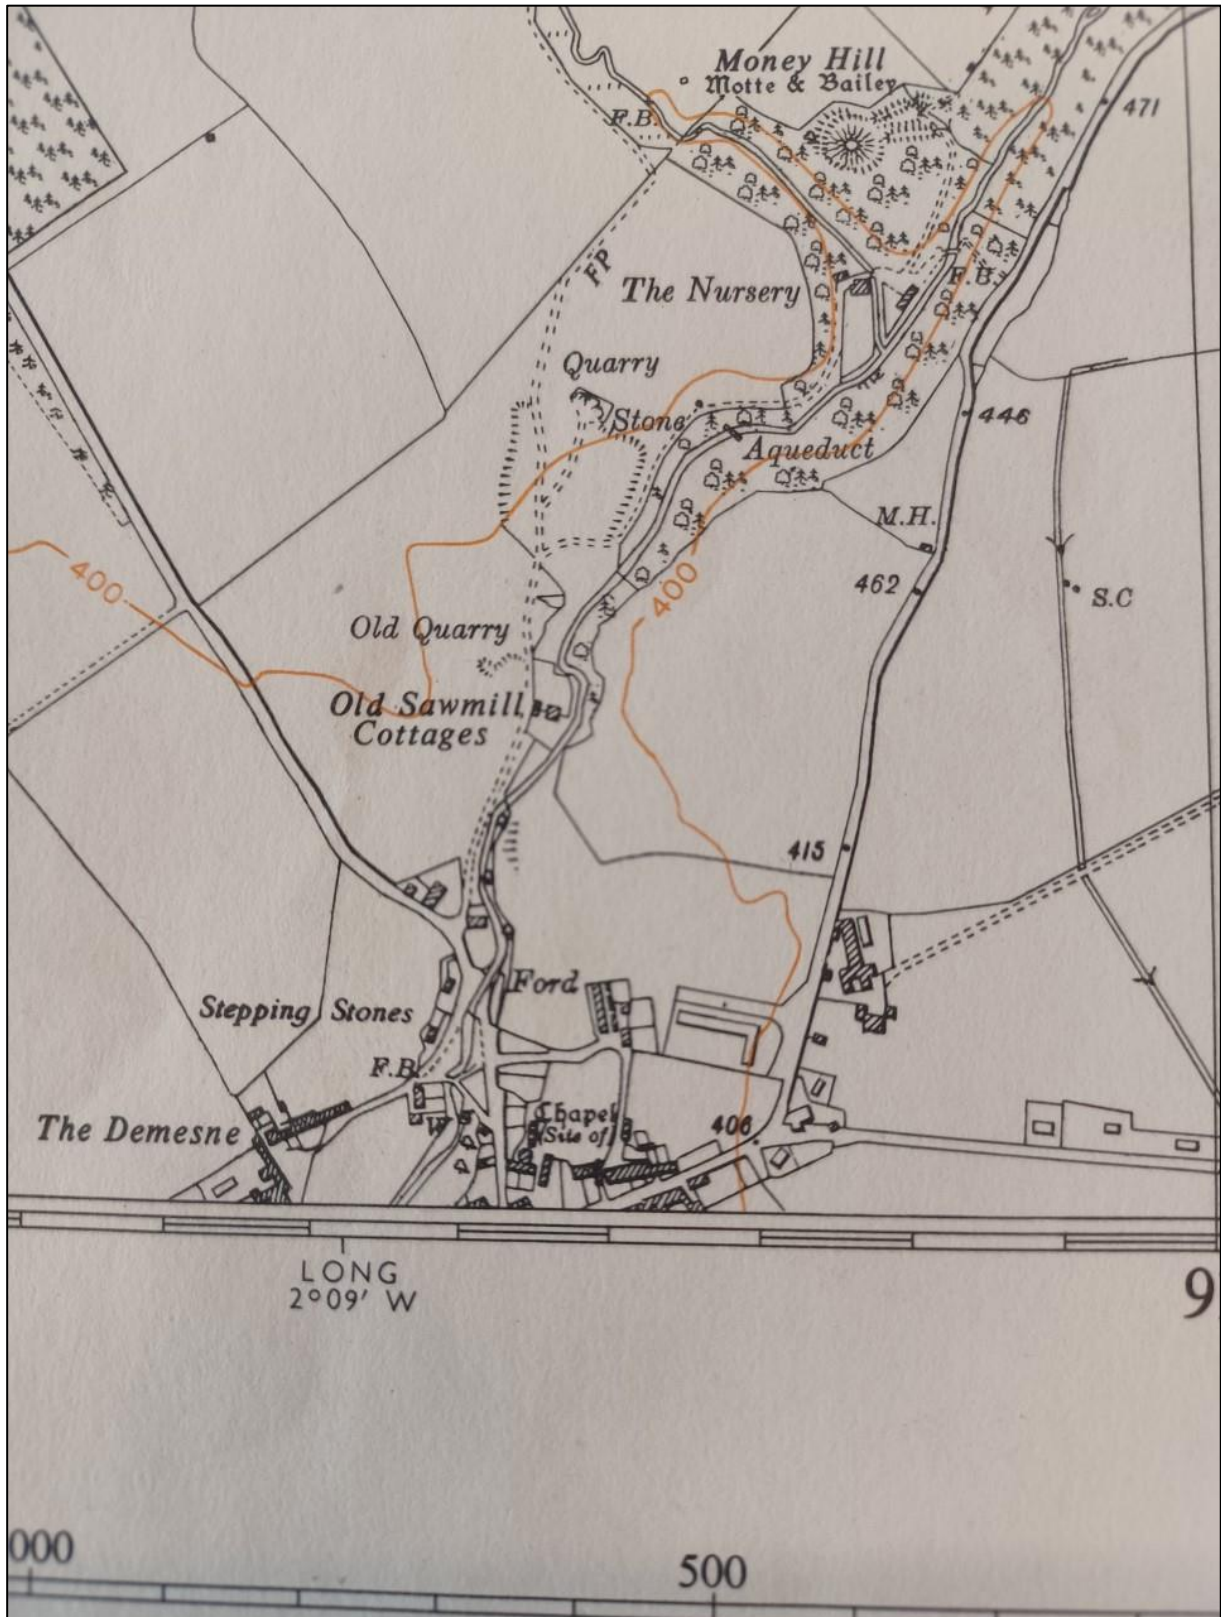 Money Hill
Motte & Bailey
F.B.
471
FP
The Nursery
F.B.
Quarry
Stone
446
Aqueduct
M.H.
400
400
462
S.C
Old Quarry
Old Sawmill
Cottages
415
Ford
Stepping Stones
F.B.
The Demesne
W
Chapel
(Site of)
406
LONG
2°09' W
9
000
500